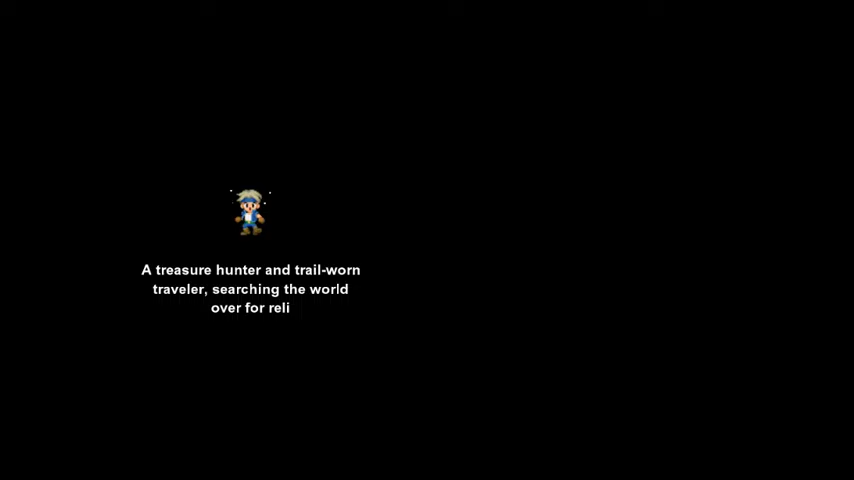 A treasure hunter and trail-worn
traveler, searching the world
over for reli